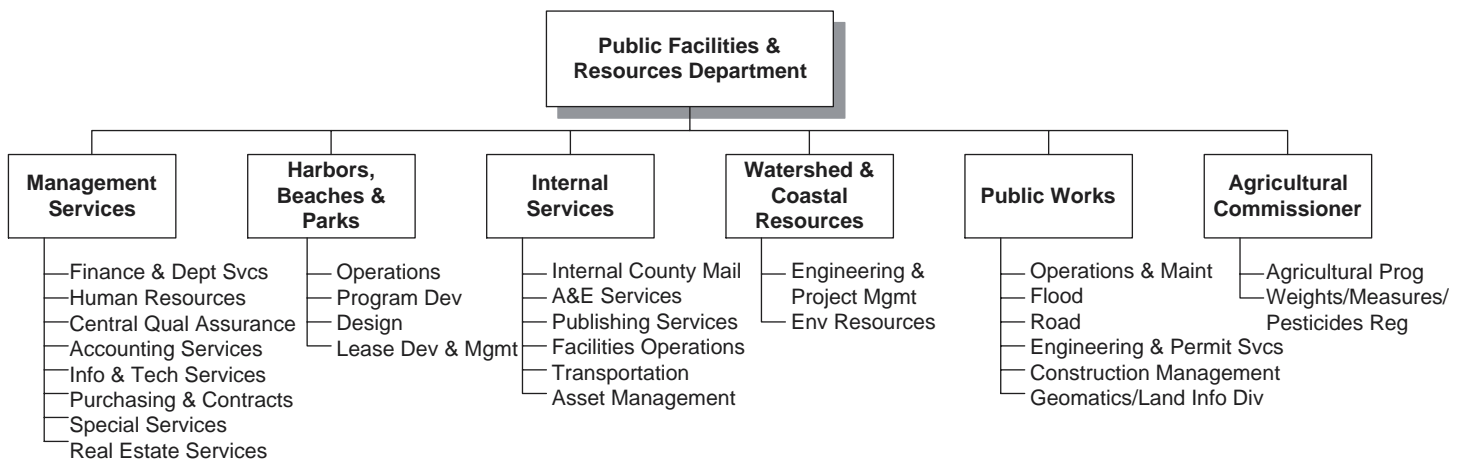 Public Facilities &
Resources Department
Management
Services
Finance & Dept Svcs
Human Resources
Central Qual Assurance
Accounting Services
Info & Tech Services
Purchasing & Contracts
Special Services
Real Estate Services
Harbors,
Beaches &
Parks
Operations
Program Dev
Design
Lease Dev & Mgmt
Internal
Services
Internal County Mail
A&E Services
Publishing Services
Facilities Operations
Transportation
Asset Management
Watershed &
Coastal
Resources
Engineering &
Project Mgmt
Env Resources
Public Works
Operations & Maint
Flood
Road
Engineering & Permit Svcs
Construction Management
Geomatics/Land Info Div
Agricultural
Commissioner
Agricultural Prog
Weights/Measures/
Pesticides Reg